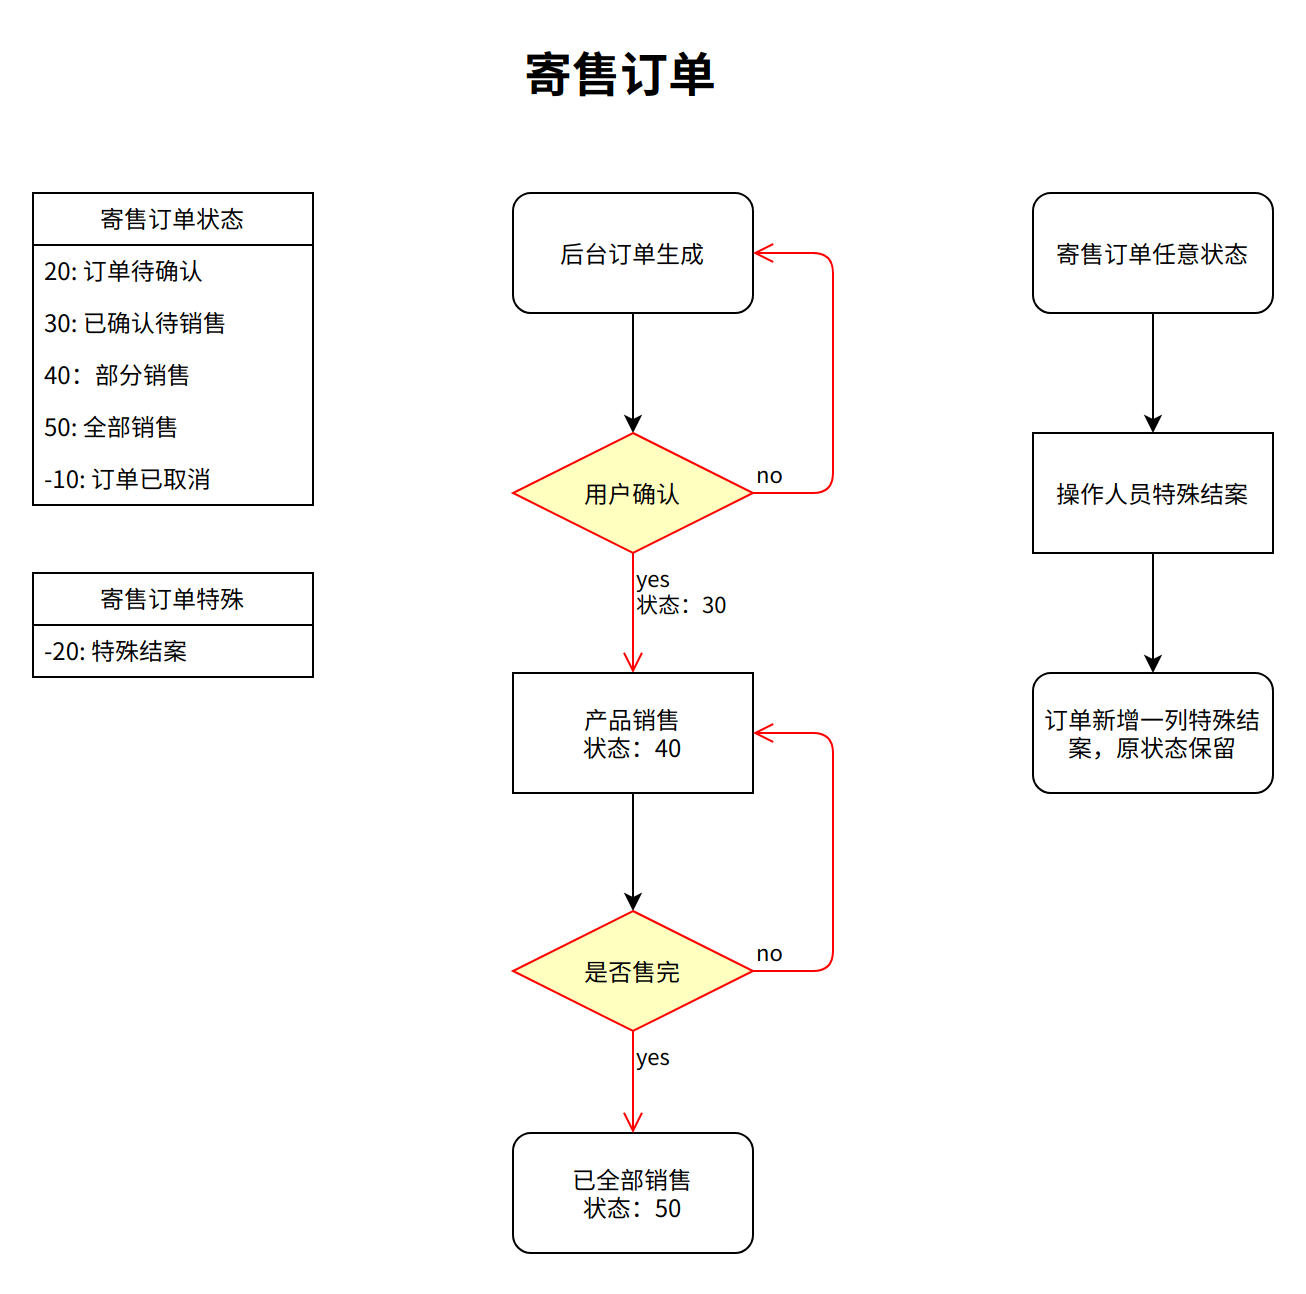 寄售订单
寄售订单状态
20: 订单待确认
30: 已确认待销售
40：部分销售
50: 全部销售
-10: 订单已取消
寄售订单特殊
-20: 特殊结案
后台订单生成
用户确认
no
yes
状态：30
产品销售
状态：40
是否售完
no
yes
已全部销售
状态：50
寄售订单任意状态
操作人员特殊结案
订单新增一列特殊结
案，原状态保留